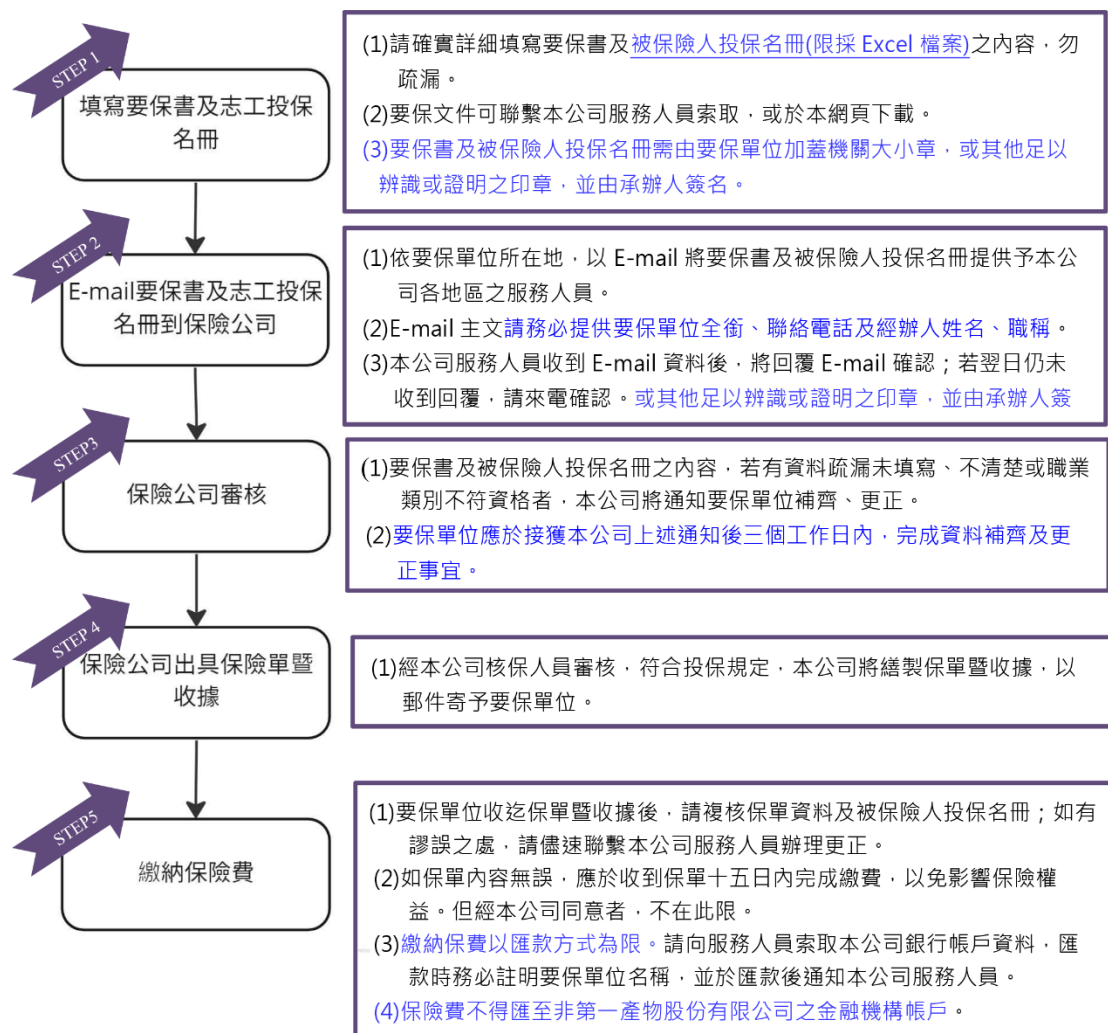 STEP 1
填寫要保書及志工投保
名冊
(1)請確實詳細填寫要保書及被保險人投保名冊(限採 Excel 檔案)之內容，勿
疏漏。
(2)要保文件可聯繫本公司服務人員索取，或於本網頁下載。
(3)要保書及被保險人投保名冊需由要保單位加蓋機關大小章，或其他足以
辨識或證明之印章，並由承辦人簽名。
STEP 2
E-mail要保書及志工投保
名冊到保險公司
(1)依要保單位所在地，以 E-mail 將要保書及被保險人投保名冊提供予本公
司各地區之服務人員。
(2)E-mail 主文請務必提供要保單位全銜、聯絡電話及經辦人姓名、職稱。
(3)本公司服務人員收到 E-mail 資料後，將回覆 E-mail 確認；若翌日仍未
收到回覆，請來電確認。或其他足以辨識或證明之印章，並由承辦人簽
STEP3
保險公司審核
(1)要保書及被保險人投保名冊之內容，若有資料疏漏未填寫、不清楚或職業
類別不符資格者，本公司將通知要保單位補齊、更正。
(2)要保單位應於接獲本公司上述通知後三個工作日內，完成資料補齊及更
正事宜。
STEP 4
保險公司出具保險單暨
收據
(1)經本公司核保人員審核，符合投保規定，本公司將繕製保單暨收據，以
郵件寄予要保單位。
STEP5
繳納保險費
(1)要保單位收迄保單暨收據後，請複核保單資料及被保險人投保名冊；如有
謬誤之處，請儘速聯繫本公司服務人員辦理更正。
(2)如保單內容無誤，應於收到保單十五日內完成繳費，以免影響保險權
益。但經本公司同意者，不在此限。
(3)繳納保費以匯款方式為限。請向服務人員索取本公司銀行帳戶資料，匯
款時務必註明要保單位名稱，並於匯款後通知本公司服務人員。
(4)保險費不得匯至非第一產物股份有限公司之金融機構帳戶。